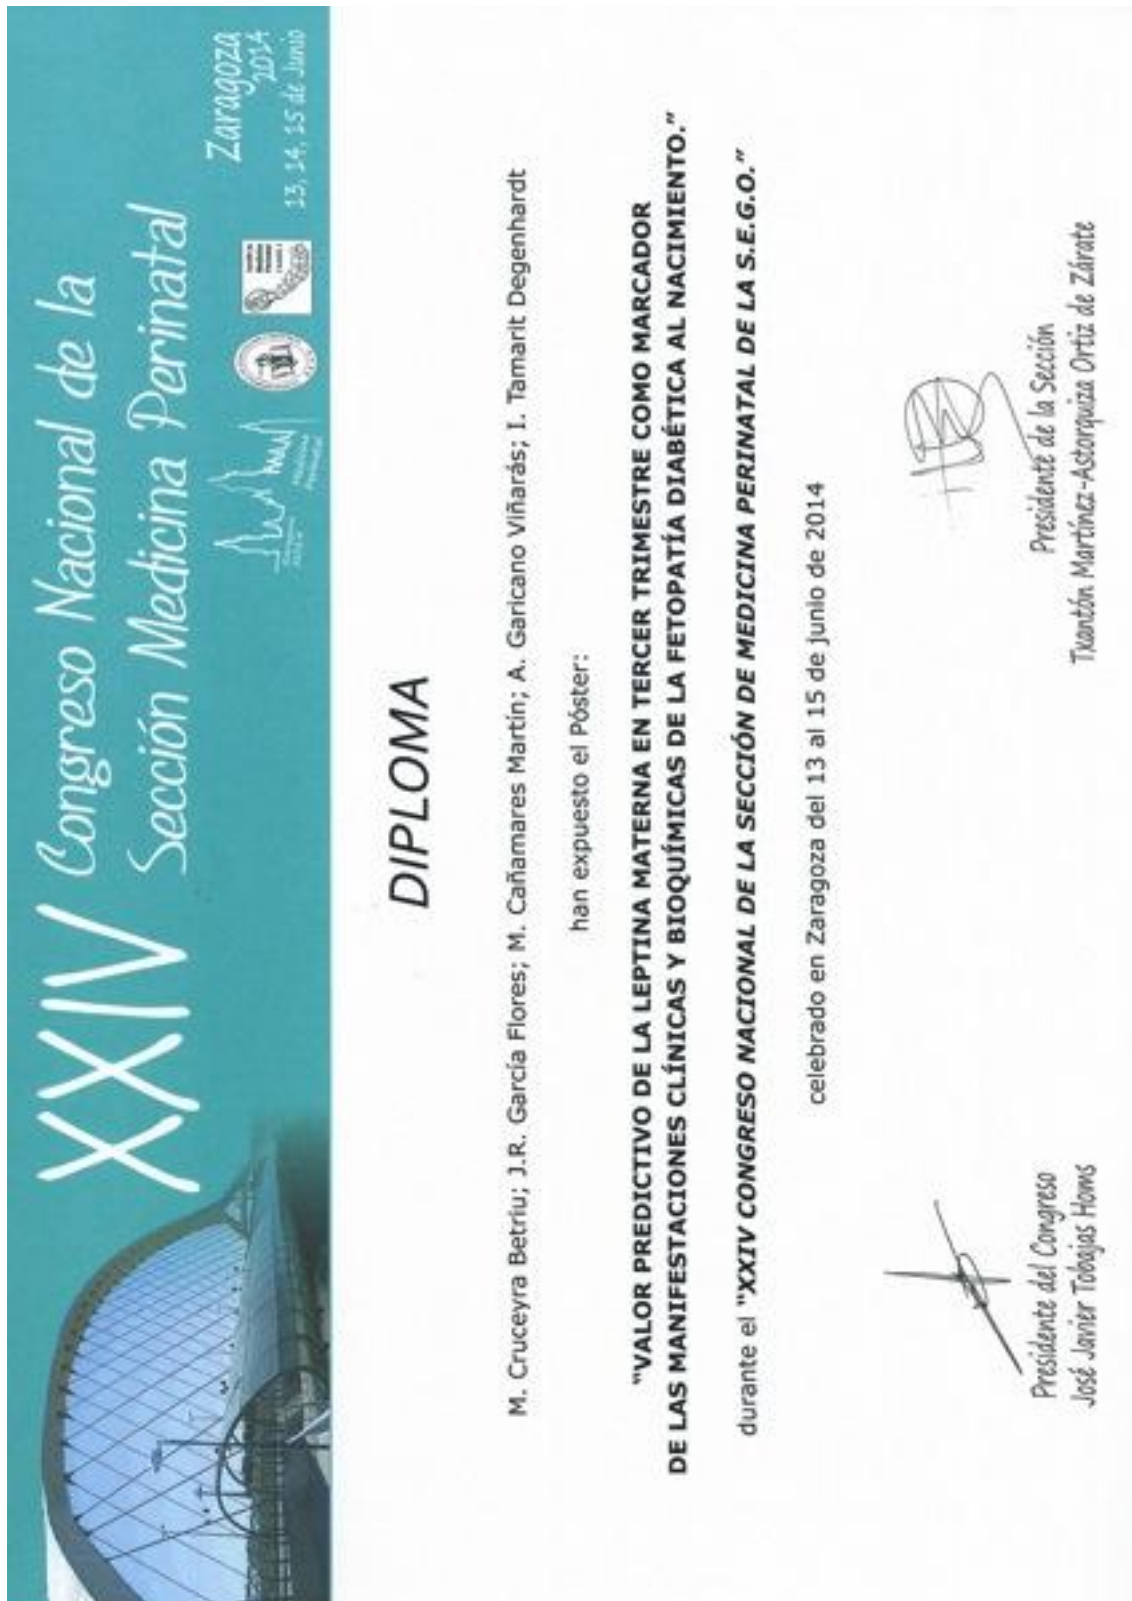 XXIV Congreso Nacional de la
Sección Medicina Perinatal
Zaragoza
2014
13, 14, 15 de Junio
DIPLOMA
M. Cruceyra Betriu; J.R. García Flores; M. Cañamares Martín; A. Garicano Viñarás; I. Tamarit Degenhardt
han expuesto el Póster:
"VALOR PREDICTIVO DE LA LEPTINA MATERNA EN TERCER TRIMESTRE COMO MARCADOR
DE LAS MANIFESTACIONES CLÍNICAS Y BIOQUÍMICAS DE LA FETOPATÍA DIABÉTICA AL NACIMIENTO."
durante el "XXIV CONGRESO NACIONAL DE LA SECCIÓN DE MEDICINA PERINATAL DE LA S.E.G.O."
celebrado en Zaragoza del 13 al 15 de junio de 2014
Presidente del Congreso
José Javier Tobajas Homs
Presidente de la Sección
Txantón Martínez-Astorquiza Ortiz de Zárate